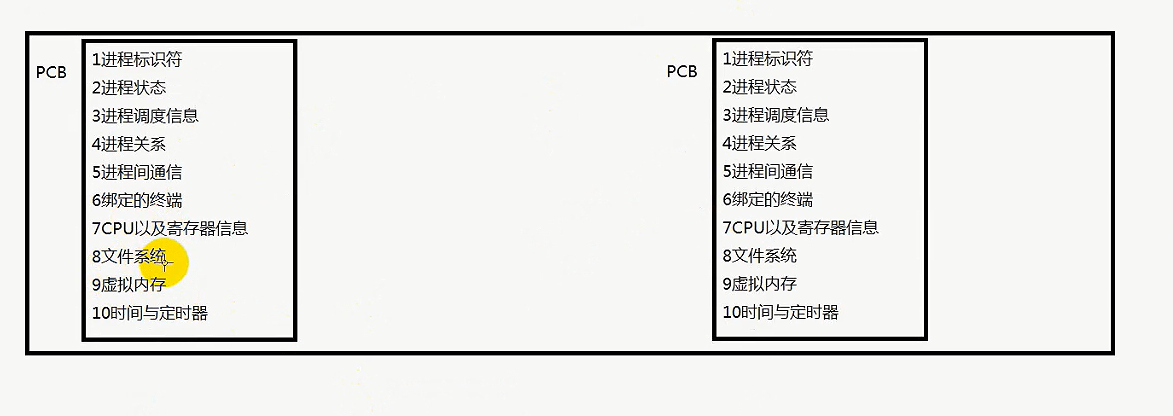 PCB
1进程标识符
2进程状态
3进程调度信息
4进程关系
5进程间通信
6绑定的终端
7CPU以及寄存器信息
8文件系统
9虚拟内存
10时间与定时器
PCB
1进程标识符
2进程状态
3进程调度信息
4进程关系
5进程间通信
6绑定的终端
7CPU以及寄存器信息
8文件系统
9虚拟内存
10时间与定时器